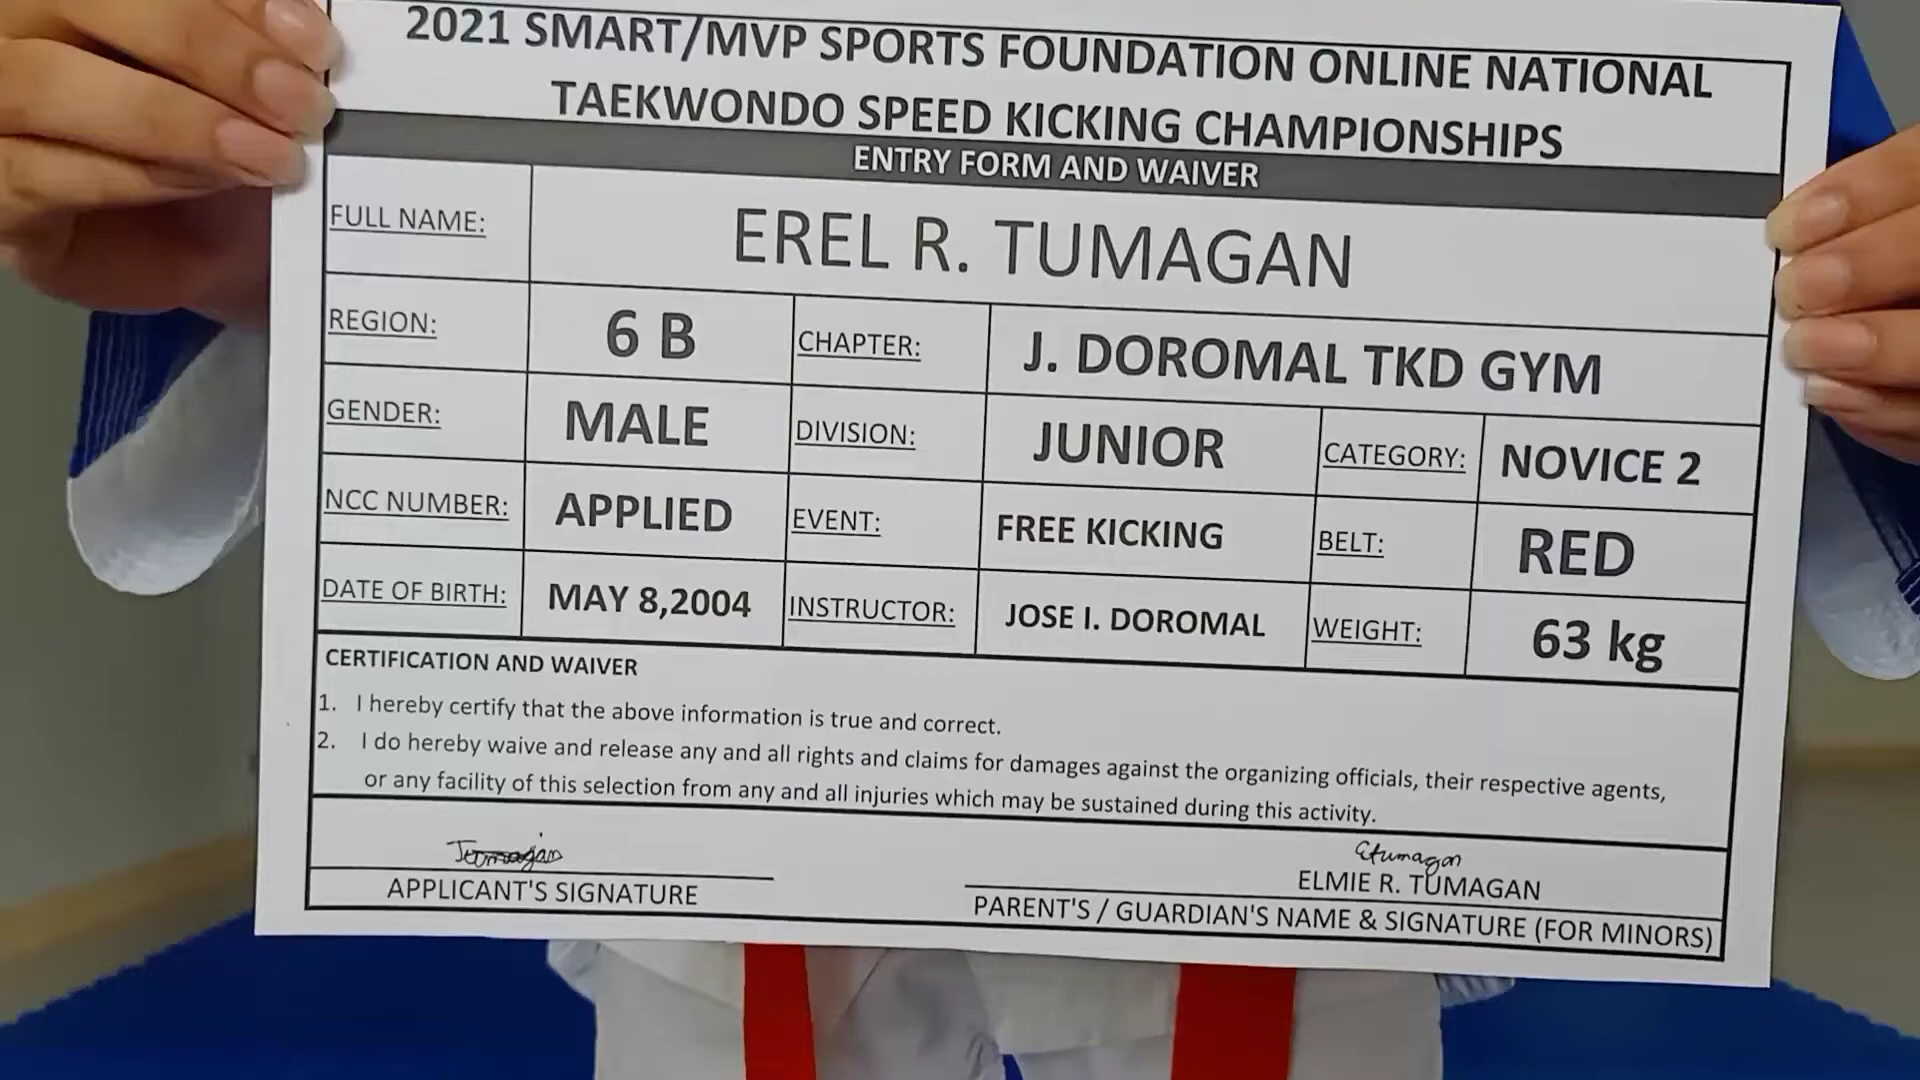 2021 SMART/MVP SPORTS FOUNDATION ONLINE NATIONAL
TAEKWONDO SPEED KICKING CHAMPIONSHIPS
ENTRY FORM AND WAIVER
FULL NAME: EREL R. TUMAGAN
REGION: 6 B CHAPTER: J. DOROMAL TKD GYM
GENDER: MALE DIVISION: JUNIOR CATEGORY: NOVICE 2
NCC NUMBER: APPLIED EVENT: FREE KICKING BELT: RED
DATE OF BIRTH: MAY 8,2004 INSTRUCTOR: JOSE I. DOROMAL WEIGHT: 63 kg
CERTIFICATION AND WAIVER
1. I hereby certify that the above information is true and correct.
2. I do hereby waive and release any and all rights and claims for damages against the organizing officials, their respective agents,
or any facility of this selection from any and all injuries which may be sustained during this activity.
Etumagan
ELMIE R. TUMAGAN
APPLICANT'S SIGNATURE
PARENT'S / GUARDIAN'S NAME & SIGNATURE (FOR MINORS)